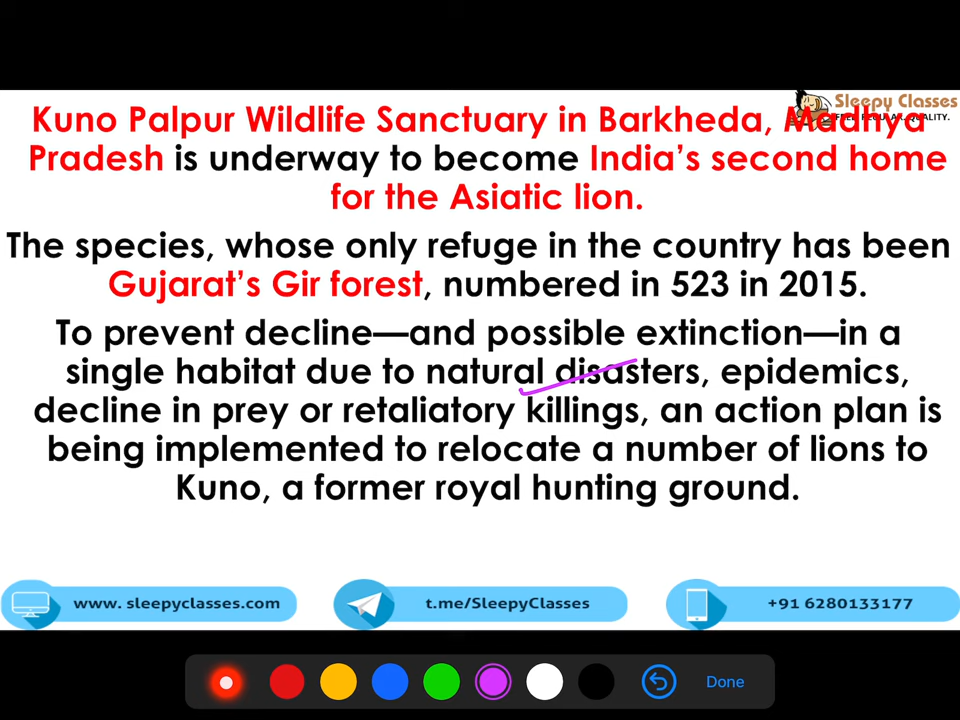 Sleepy Classes
Kuno Palpur Wildlife Sanctuary in Barkheda, Madhya
FEEL. REGULAR. QUALITY.
Pradesh is underway to become India's second home
for the Asiatic lion.
The species, whose only refuge in the country has been
Gujarat's Gir forest, numbered in 523 in 2015.
To prevent decline—and possible extinction—in a
single habitat due to natural disasters, epidemics,
decline in prey or retaliatory killings, an action plan is
being implemented to relocate a number of lions to
Kuno, a former royal hunting ground.
www. sleepyclasses.com
t.me/SleepyClasses
+91 6280133177
Done